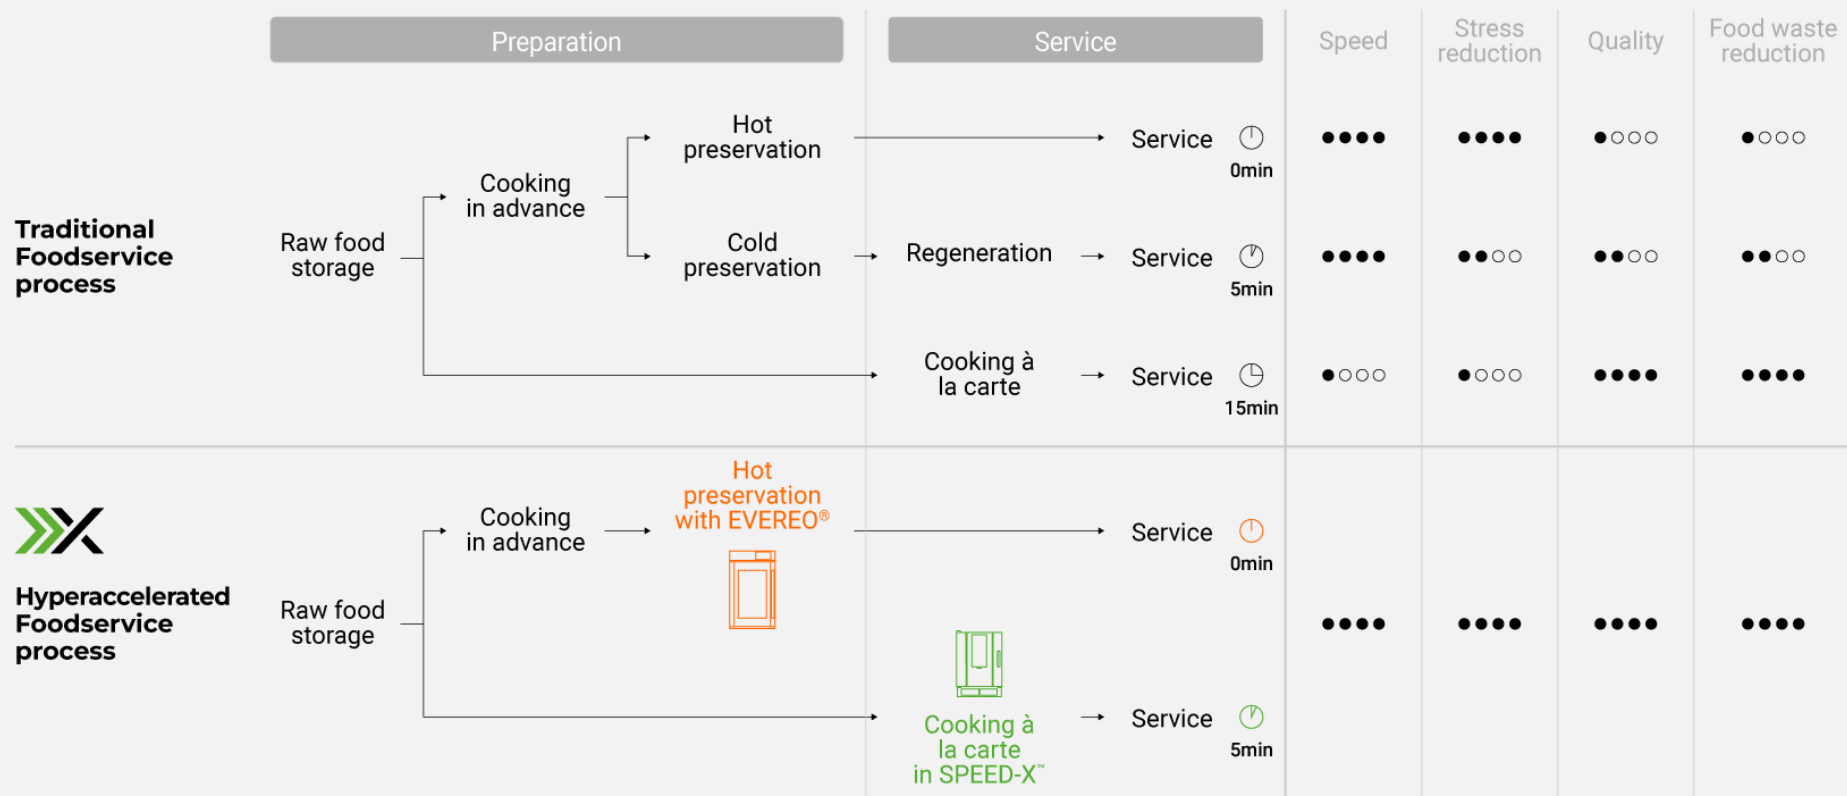 Preparation
Service
Speed
Stress
reduction
Quality
Food waste
reduction
Traditional
Foodservice
process
Raw food
storage
Cooking
in advance
Hot
preservation
Service
0min
Cold
preservation
Regeneration
Service
5min
Cooking à
la carte
Service
15min
Hyperaccelerated
Foodservice
process
Raw food
storage
Cooking
in advance
Hot
preservation
with EVEREO®
Service
0min
Cooking à
la carte
in SPEED-X™
Service
5min